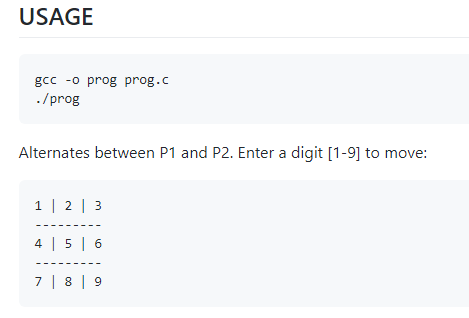 USAGE
gcc -o prog prog.c
./prog
Alternates between P1 and P2. Enter a digit [1-9] to move:
1 | 2 | 3
---------
4 | 5 | 6
---------
7 | 8 | 9